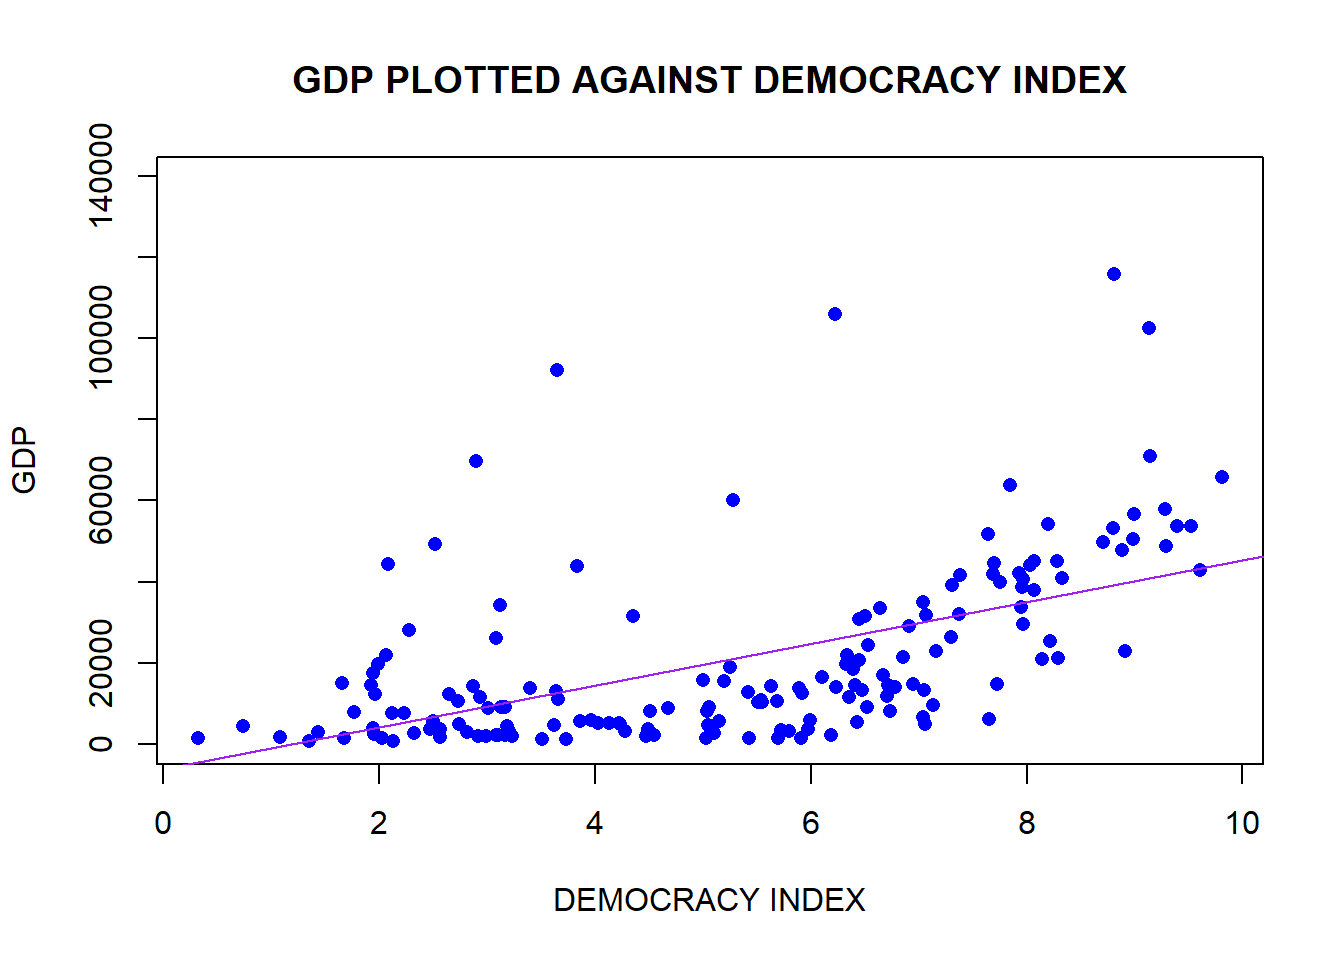 GDP PLOTTED AGAINST DEMOCRACY INDEX
140000
100000
60000
20000
0
GDP
0 2 4 6 8 10
DEMOCRACY INDEX